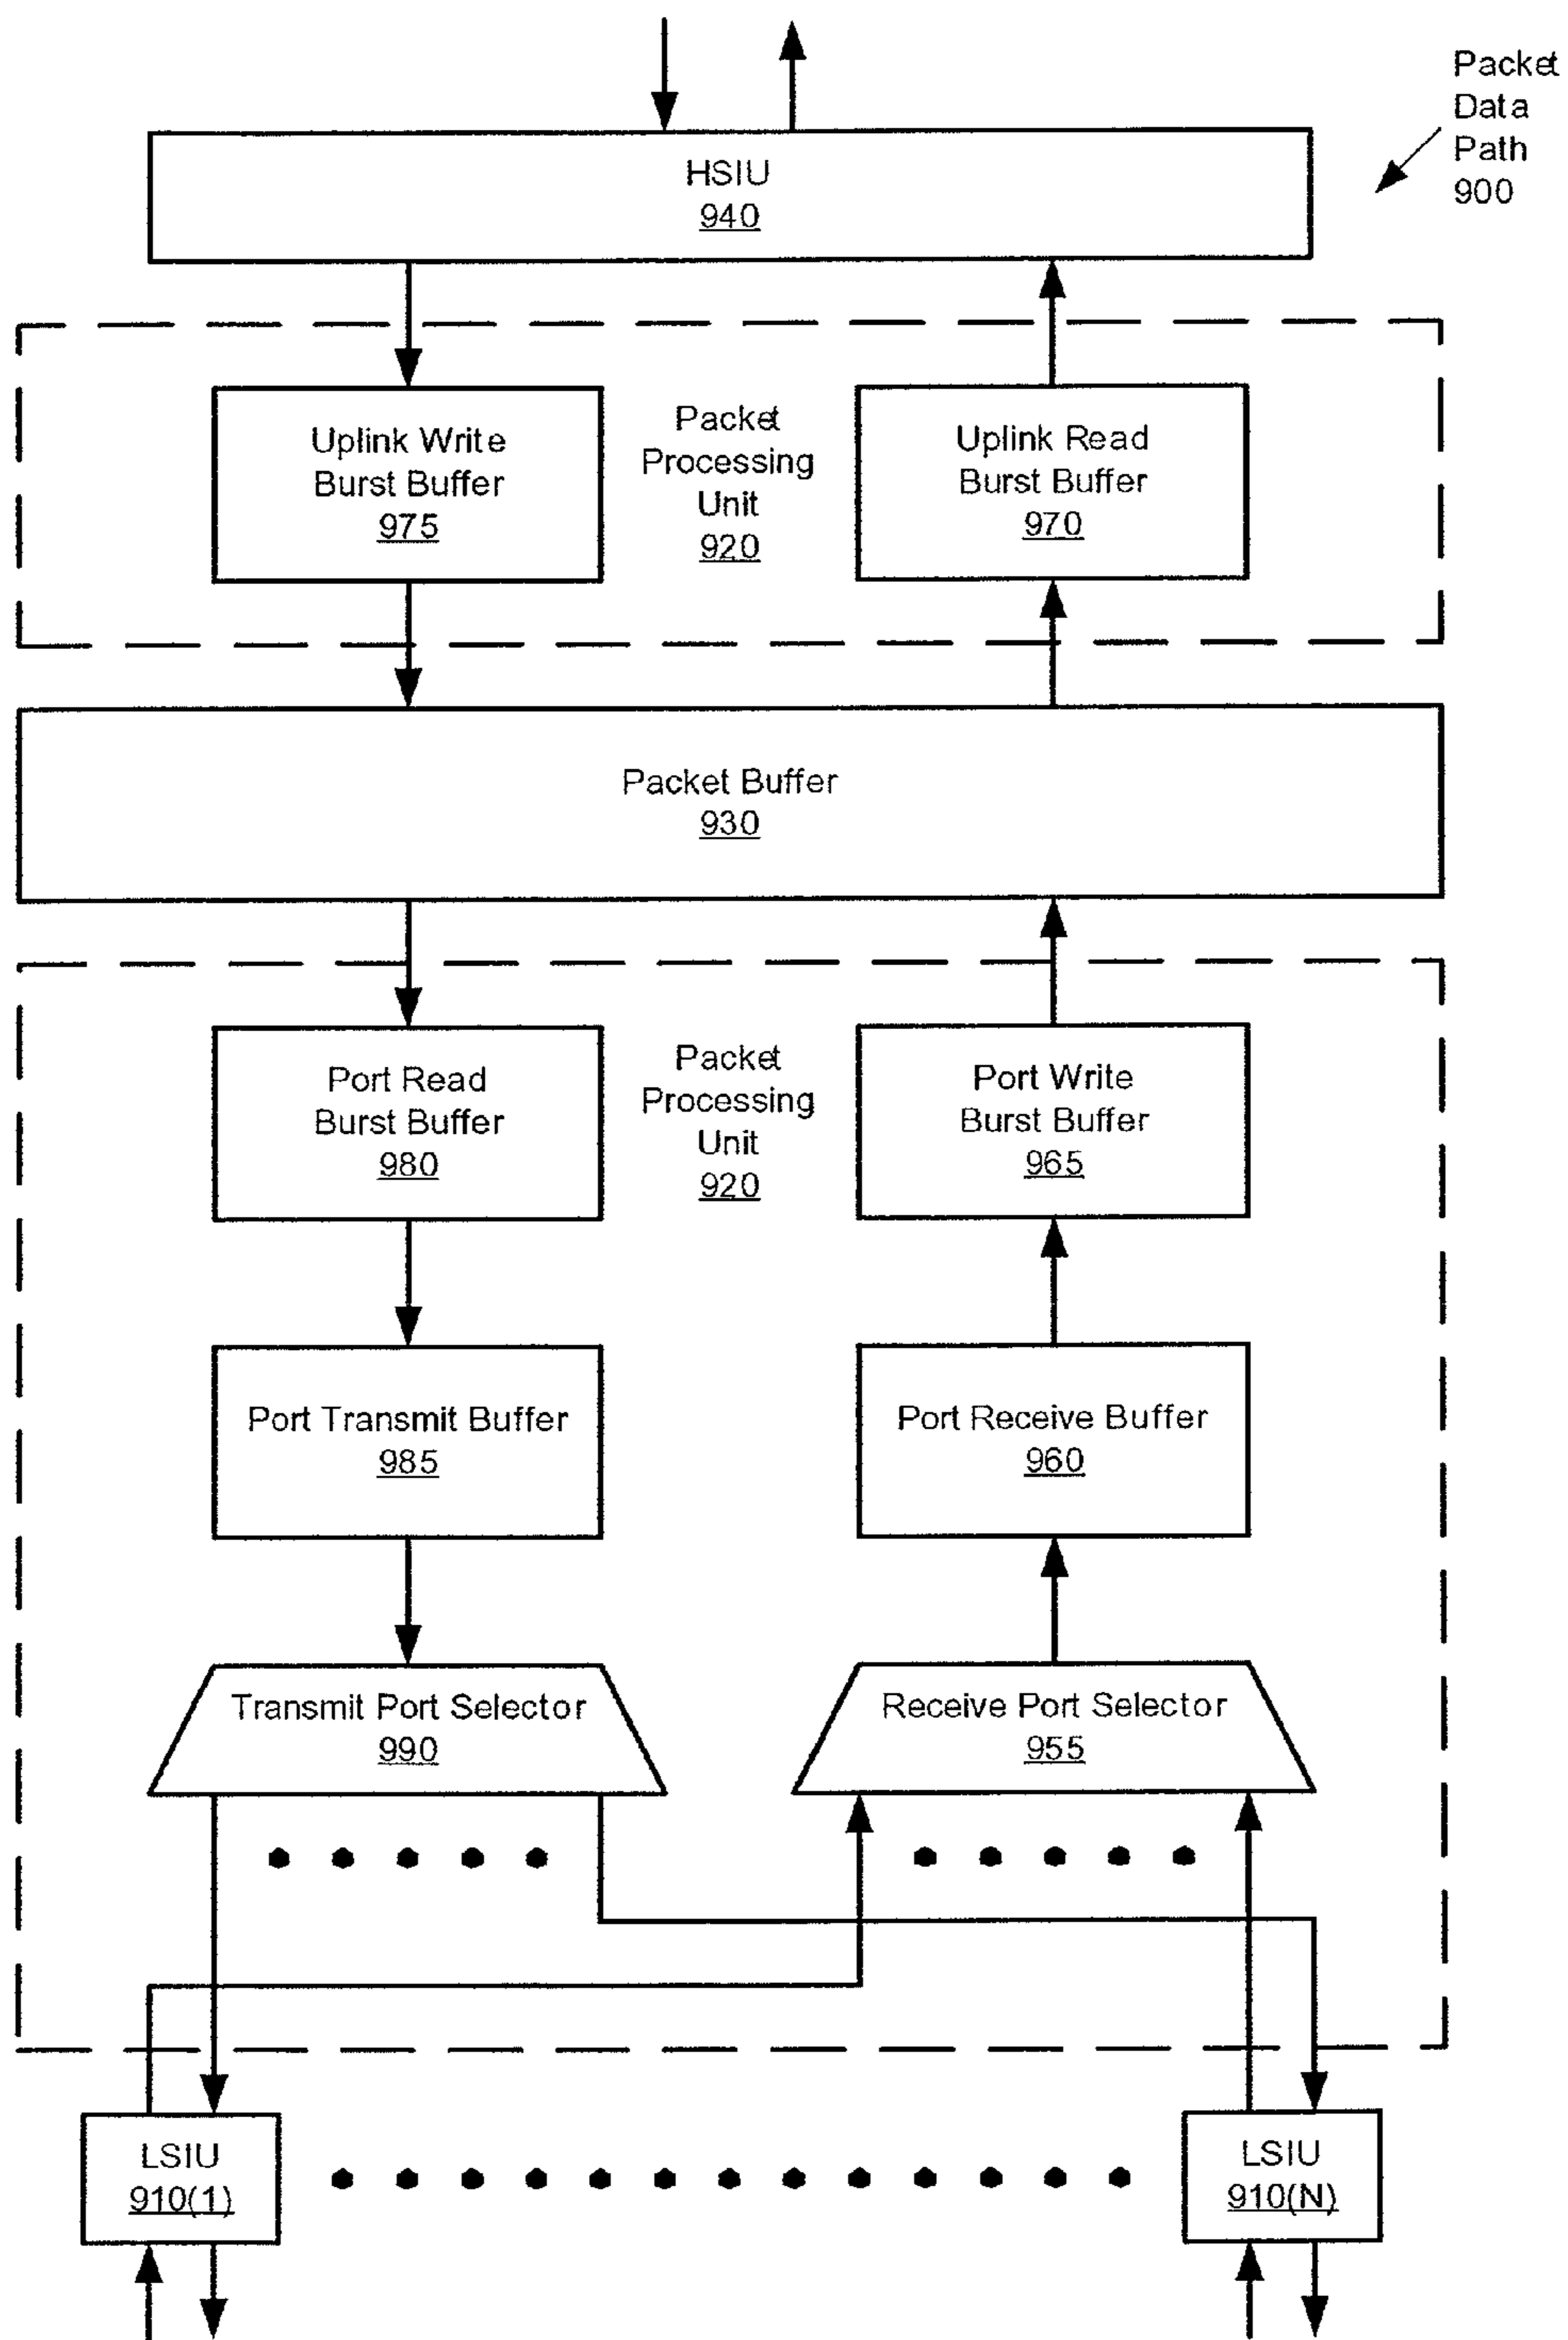 Packet
Data
Path
900
HSIU
940
Uplink Write
Burst Buffer
975
Packet
Processing
Unit
920
Uplink Read
Burst Buffer
970
Packet Buffer
930
Port Read
Burst Buffer
980
Packet
Processing
Unit
920
Port Write
Burst Buffer
965
Port Transmit Buffer
985
Port Receive Buffer
960
Transmit Port Selector
990
Receive Port Selector
955
LSIU
910(1)
LSIU
910(N)